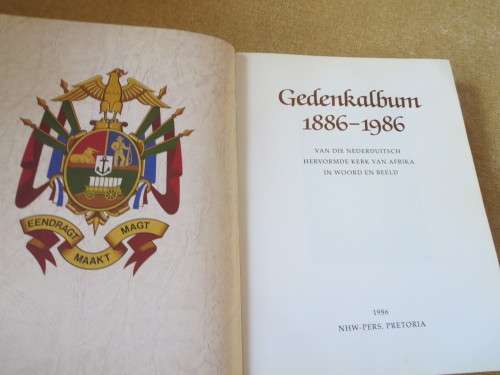 EENDRAGT MAAKT MAGT
Gedenkalbum
1886–1986
VAN DIE NEDERDUITSCH
HERVORMDE KERK VAN AFRIKA
IN WOORD EN BEELD
1986
NHW-PERS, PRETORIA